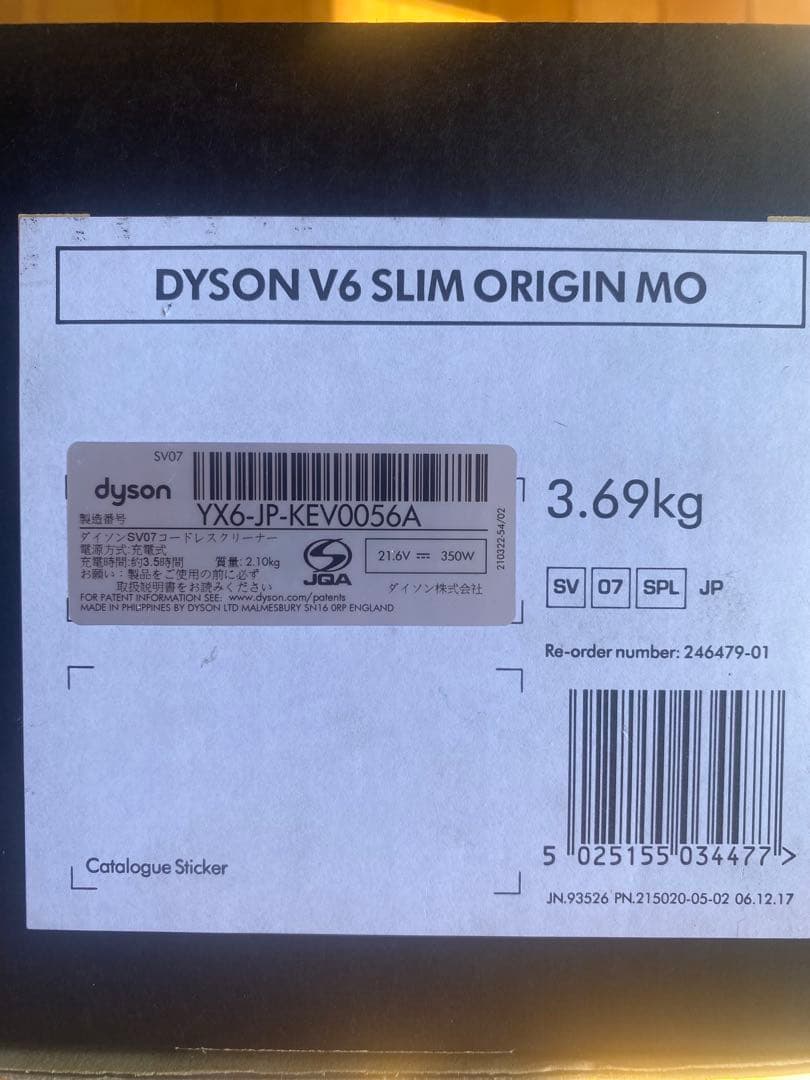 DYSON V6 SLIM ORIGIN MO
SV07
dyson
製造番号
YX6-JP-KEV0056A
ダイソンSV07コードレスクリーナー
電源方式:充電式
充電時間:約3.5時間 質量:2.10kg
お願い:製品をご使用の前に必ず
取扱説明書をお読みください
JQA
21.6V ⎓ 350W
ダイソン株式会社
210322-54/02
FOR PATENT INFORMATION SEE: www.dyson.com/patents
MADE IN PHILIPPINES BY DYSON LTD MALMESBURY SN16 0RP ENGLAND
3.69kg
SV 07 SPL JP
Re-order number: 246479-01
5 025155 034477 >
JN.93526 PN.215020-05-02 06.12.17
Catalogue Sticker